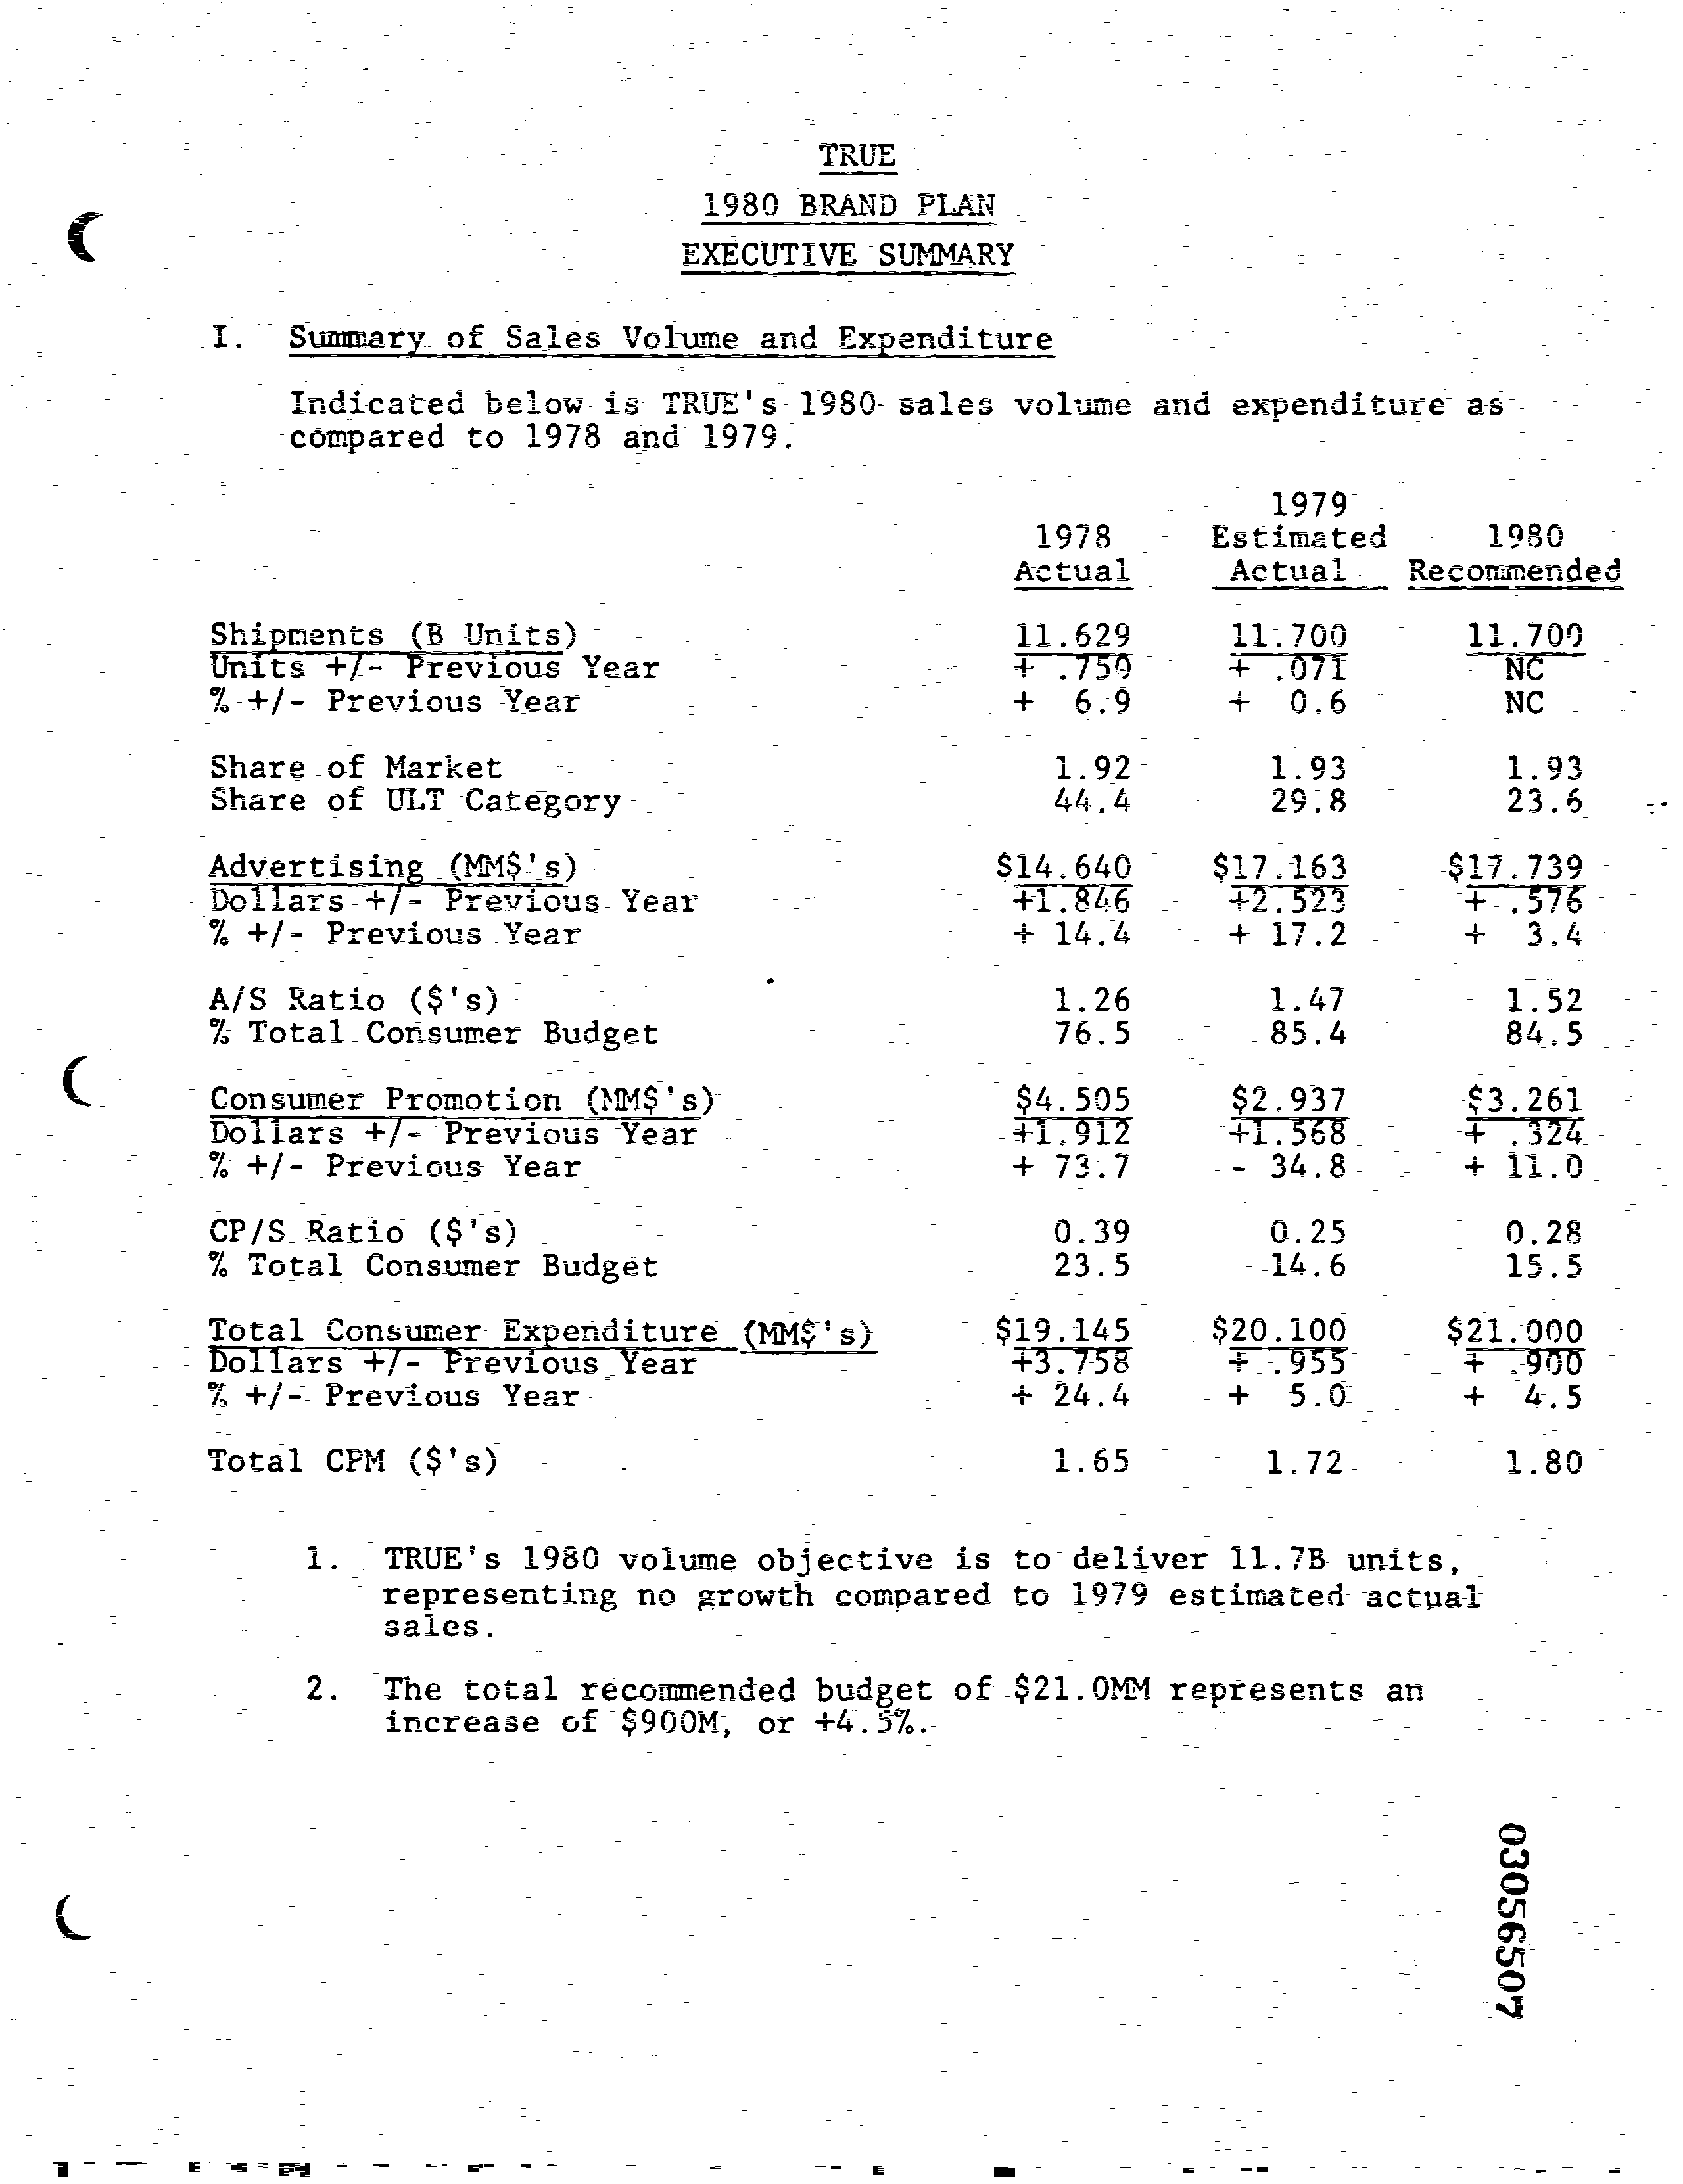 TRUE
1980 BRAND PLAN
EXECUTIVE SUMMARY
I. Summary of Sales Volume and Expenditure
Indicated below is TRUE's 1980 sales volume and expenditure as
compared to 1978 and 1979.
1979
1978 Estimated 1980
Actual Actual Recommended
Shipments (B Units) 11.629 11.700 11.700
Units +/- Previous Year + .750 + .071 NC
% +/- Previous Year + 6.9 + 0.6 NC
Share of Market 1.92 1.93 1.93
Share of ULT Category 44.4 29.8 23.6
Advertising (MM$'s) $14.640 $17.163 $17.739
Dollars +/- Previous Year +1.846 +2.523 + .576
% +/- Previous Year + 14.4 + 17.2 + 3.4
A/S Ratio ($'s) 1.26 1.47 1.52
% Total Consumer Budget 76.5 85.4 84.5
Consumer Promotion (MM$'s) $4.505 $2.937 $3.261
Dollars +/- Previous Year +1.912 +1.568 + .324
% +/- Previous Year + 73.7 - 34.8 + 11.0
CP/S Ratio ($'s) 0.39 0.25 0.28
% Total Consumer Budget 23.5 14.6 15.5
Total Consumer Expenditure (MM$'s) $19.145 $20.100 $21.000
Dollars +/- Previous Year +3.758 + .955 + .900
% +/- Previous Year + 24.4 + 5.0 + 4.5
Total CPM ($'s) 1.65 1.72 1.80
1. TRUE's 1980 volume objective is to deliver 11.7B units,
representing no growth compared to 1979 estimated actual
sales.
2. The total recommended budget of $21.0MM represents an
increase of $900M, or +4.5%.
03056507